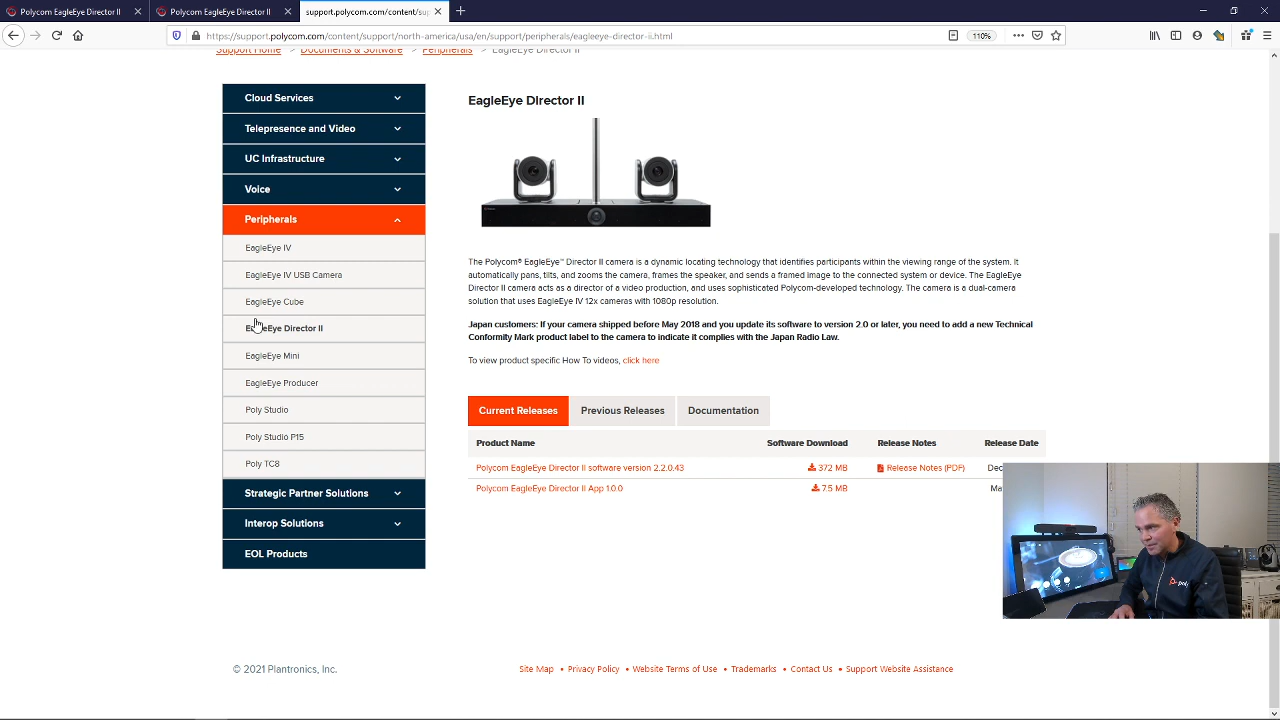 Polycom EagleEye Director II
Polycom EagleEye Director II
support.polycom.com/content/su
https://support.polycom.com/content/support/north-america/usa/en/support/peripherals/eagleeye-director-ii.html
110%
Support Home > Documents & Software > Peripherals > EagleEye Director II
Cloud Services
Telepresence and Video
UC Infrastructure
Voice
Peripherals
EagleEye IV
EagleEye IV USB Camera
EagleEye Cube
EagleEye Director II
EagleEye Mini
EagleEye Producer
Poly Studio
Poly Studio P15
Poly TC8
Strategic Partner Solutions
Interop Solutions
EOL Products
EagleEye Director II
The Polycom® EagleEye™ Director II camera is a dynamic locating technology that identifies participants within the viewing range of the system. It
automatically pans, tilts, and zooms the camera, frames the speaker, and sends a framed image to the connected system or device. The EagleEye
Director II camera acts as a director of a video production, and uses sophisticated Polycom-developed technology. The camera is a dual-camera
solution that uses EagleEye IV 12x cameras with 1080p resolution.
Japan customers: If your camera shipped before May 2018 and you update its software to version 2.0 or later, you need to add a new Technical
Conformity Mark product label to the camera to indicate it complies with the Japan Radio Law.
To view product specific How To videos, click here
Current Releases
Previous Releases
Documentation
Product Name Software Download Release Notes Release Date
Polycom EagleEye Director II software version 2.2.0.43 372 MB Release Notes (PDF) Dec
Polycom EagleEye Director II App 1.0.0 7.5 MB Ma
poly
© 2021 Plantronics, Inc.
Site Map • Privacy Policy • Website Terms of Use • Trademarks • Contact Us • Support Website Assistance